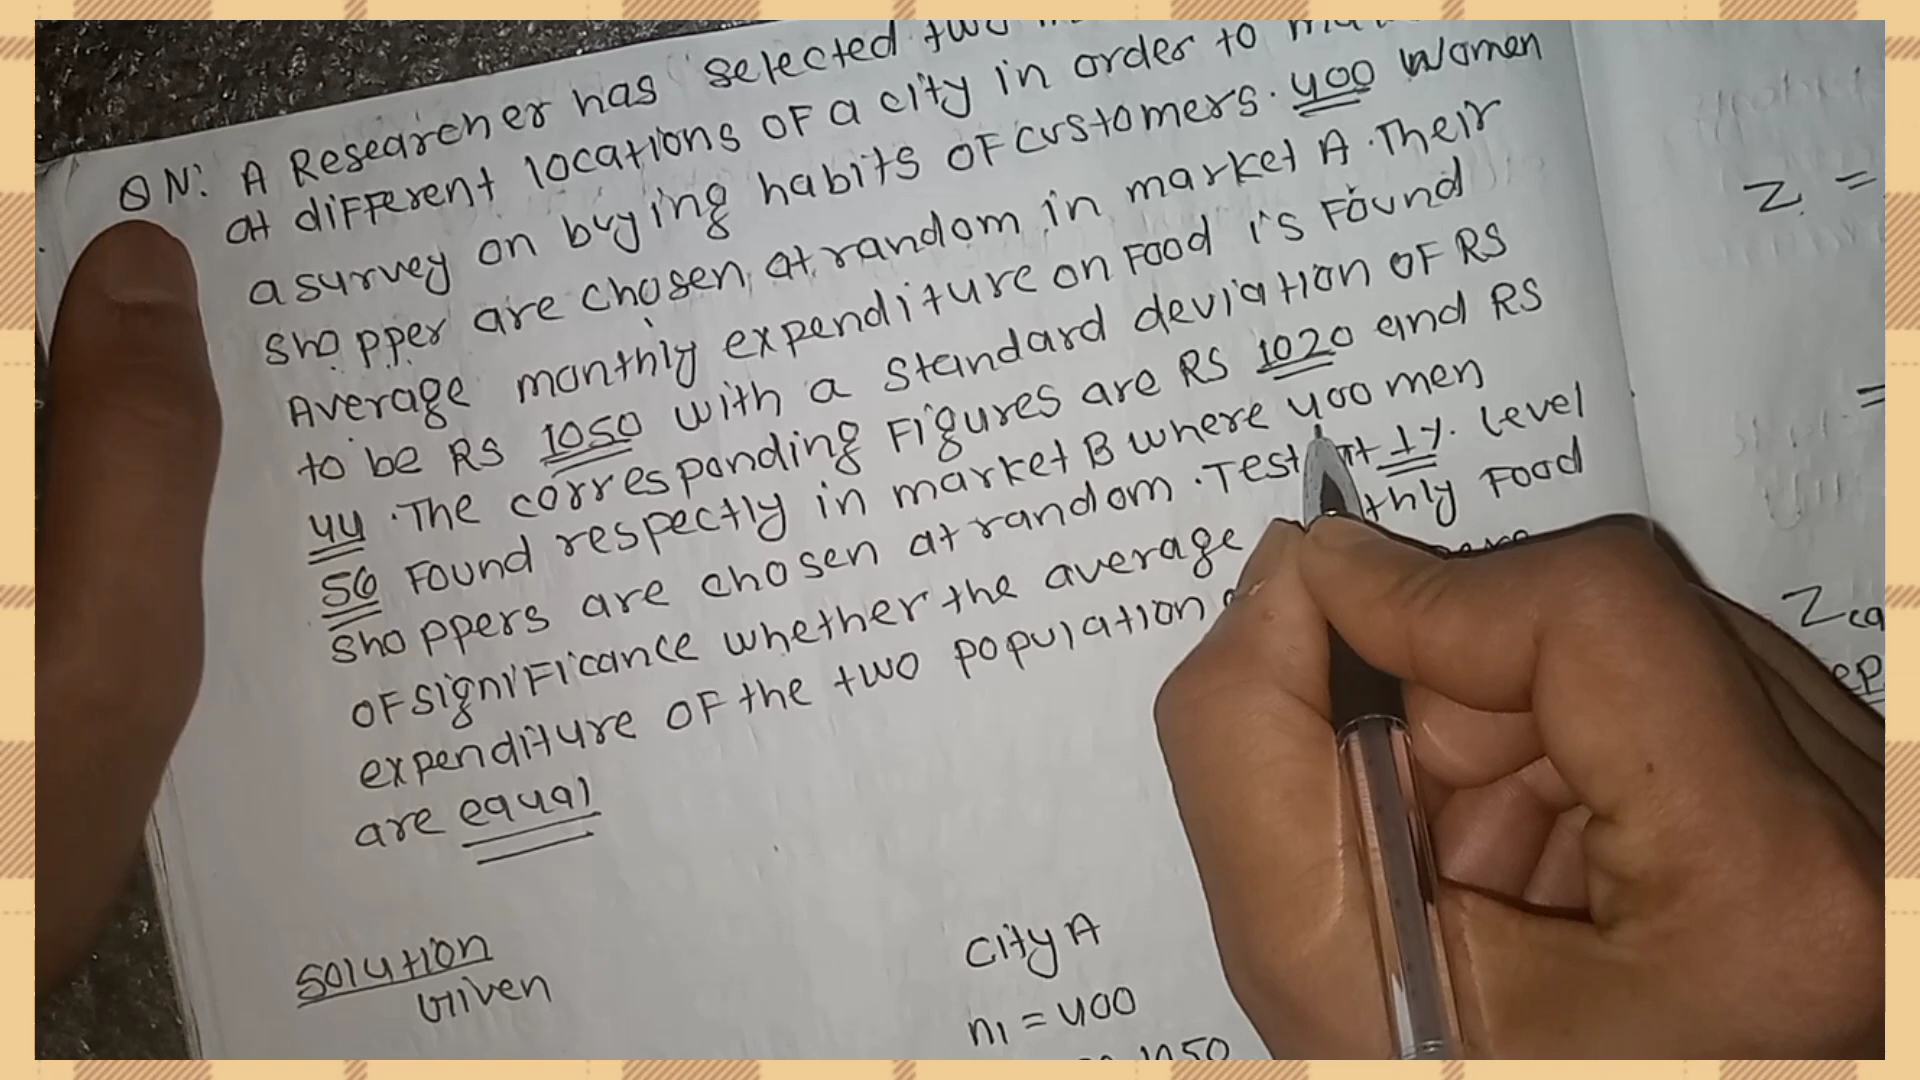 QN: A Researcher has selected two
at different locations of a city in order to
a survey on buying habits of customers. 400 women
shopper are chosen at random in market A. Their
Average monthly expenditure on food is found
to be RS 1050 with a standard deviation of RS
44. The corresponding figures are RS 1020 and RS
56 found respectly in market B where 400 men
shoppers are chosen at random. Test at 1% level
of significance whether the average thly food
expenditure of the two population
are equal
Solution
Given
City A
n1 = 400
1050
Z =
=
Zca